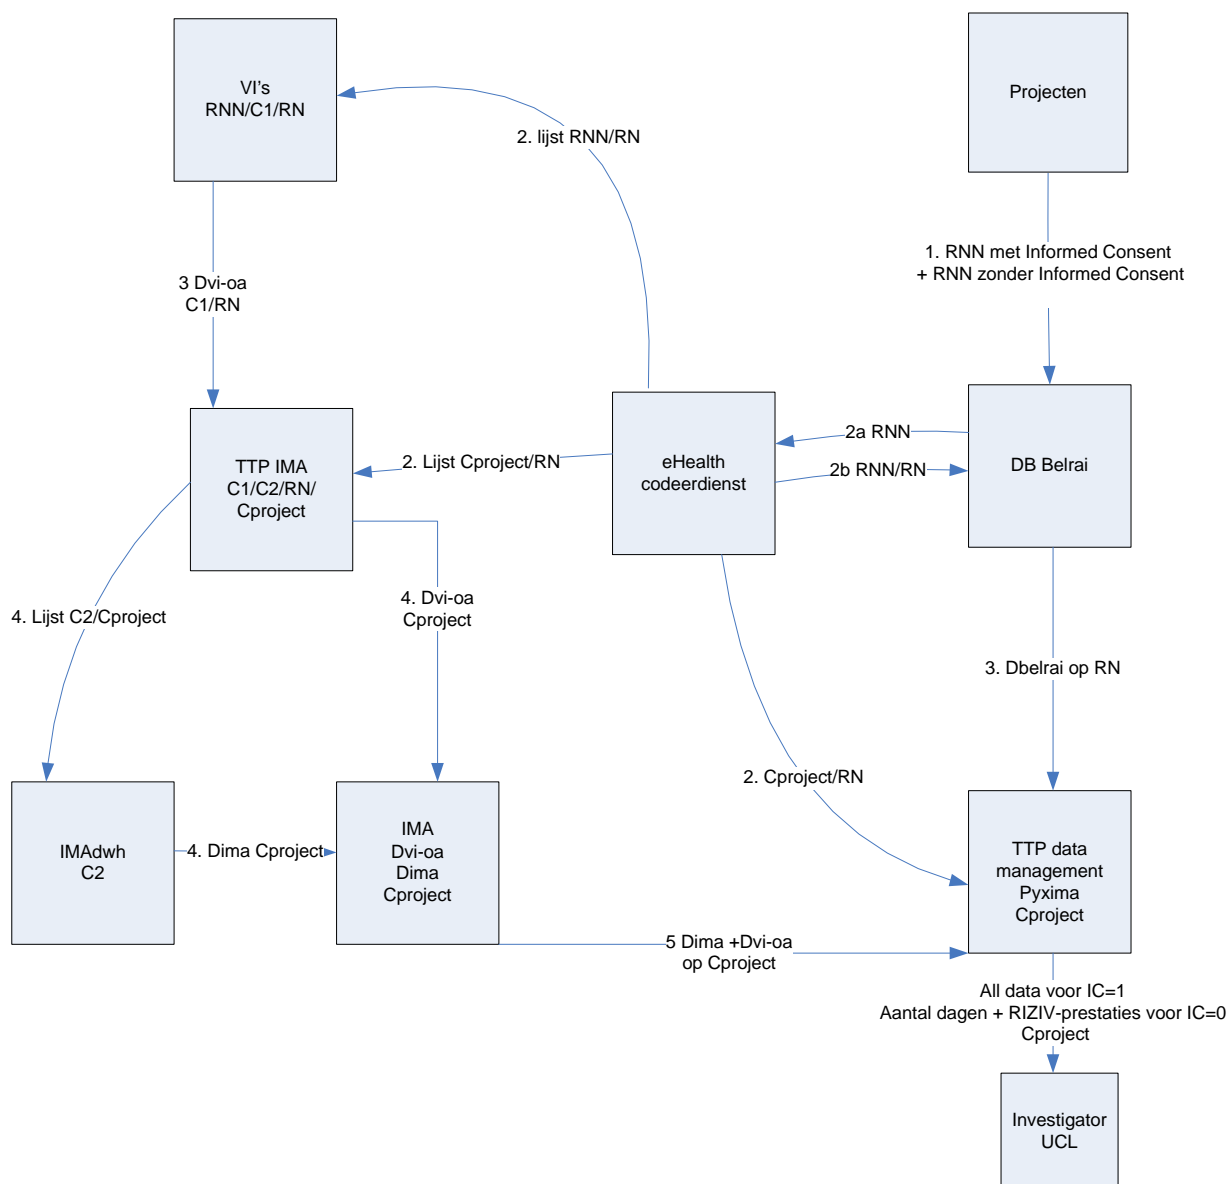 VI's
RNN/C1/RN
Projecten
2. lijst RNN/RN
1. RNN met Informed Consent
+ RNN zonder Informed Consent
3 Dvi-oa
C1/RN
TTP IMA
C1/C2/RN/
Cproject
2. Lijst Cproject/RN
eHealth
codeerdienst
2a RNN
2b RNN/RN
DB Belrai
4. Lijst C2/Cproject
4. Dvi-oa
Cproject
3. Dbelrai op RN
2. Cproject/RN
IMAdwh
C2
4. Dima Cproject
IMA
Dvi-oa
Dima
Cproject
TTP data
management
Pyxima
Cproject
5 Dima +Dvi-oa
op Cproject
All data voor IC=1
Aantal dagen + RIZIV-prestaties voor IC=0
Cproject
Investigator
UCL